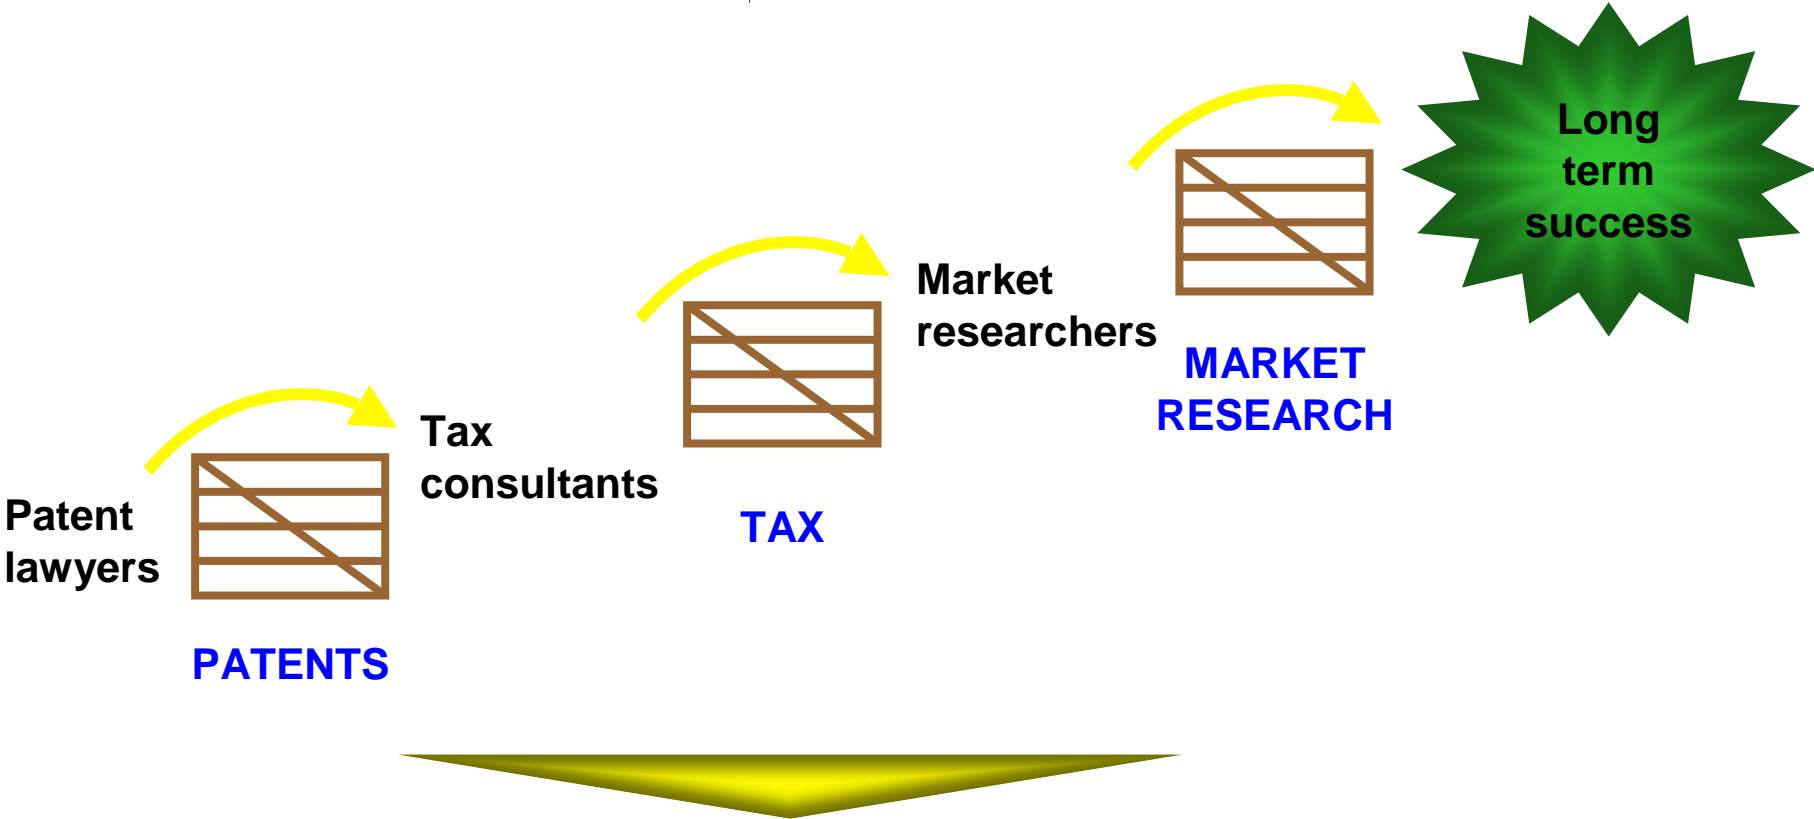 Patent
lawyers
PATENTS
Tax
consultants
TAX
Market
researchers
MARKET
RESEARCH
Long
term
success